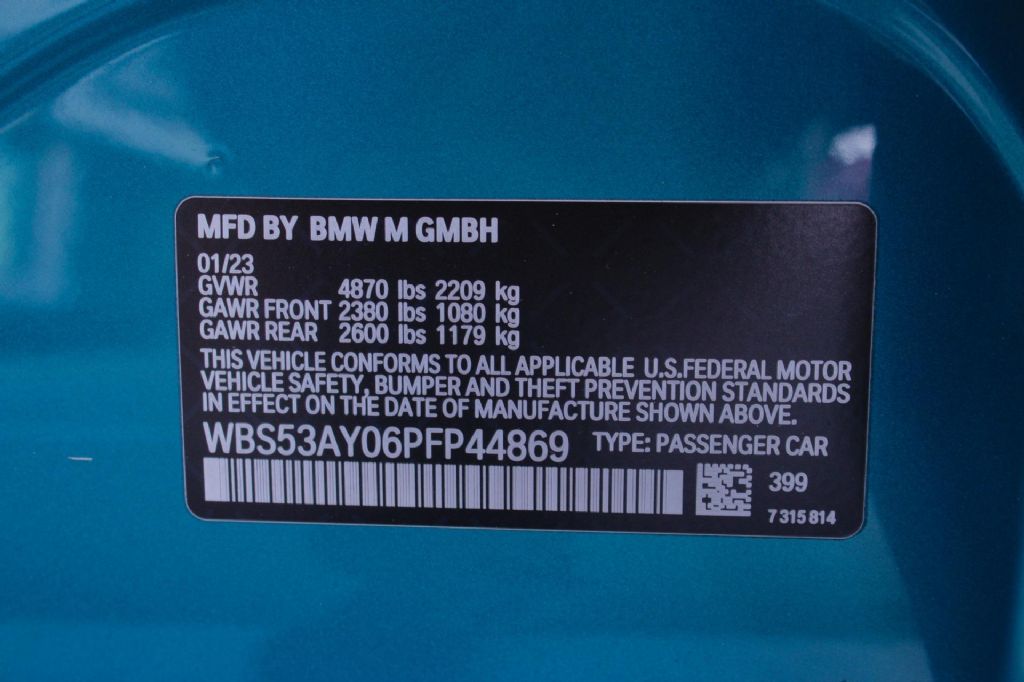 MFD BY BMW M GMBH
01/23
GVWR 4870 lbs 2209 kg
GAWR FRONT 2380 lbs 1080 kg
GAWR REAR 2600 lbs 1179 kg
THIS VEHICLE CONFORMS TO ALL APPLICABLE U.S.FEDERAL MOTOR
VEHICLE SAFETY, BUMPER AND THEFT PREVENTION STANDARDS
IN EFFECT ON THE DATE OF MANUFACTURE SHOWN ABOVE.
WBS53AY06PFP44869 TYPE: PASSENGER CAR
399
7 315 814